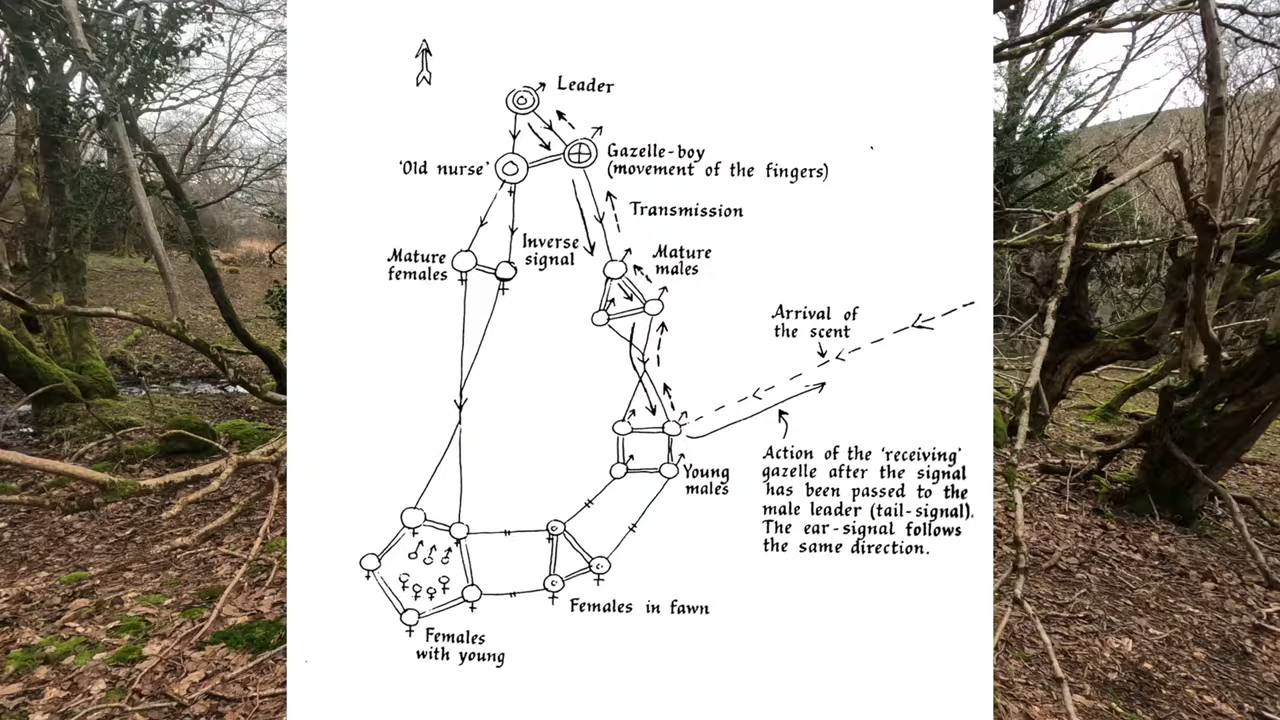 Leader
Gazelle-boy
(movement of the fingers)
'Old nurse'
Transmission
Inverse
signal
Mature
females
Mature
males
Arrival of
the scent
Action of the 'receiving'
gazelle after the signal
has been passed to the
male leader (tail-signal).
The ear-signal follows
the same direction.
Young
males
Females in fawn
Females
with young